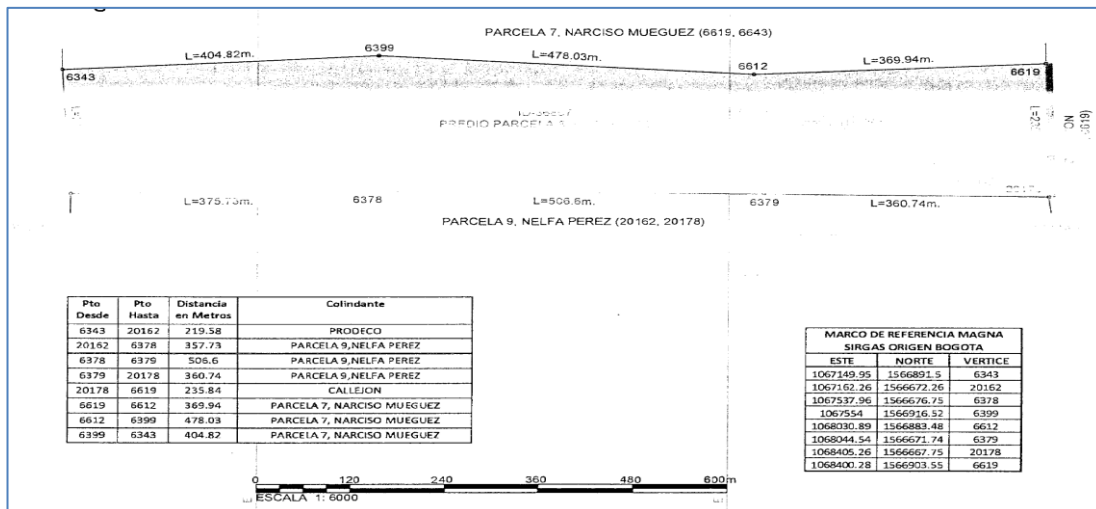 PARCELA 7, NARCISO MUEGUEZ (6619, 6643)
L=404.82m.
6399
L=478.03m.
6612
L=369.94m.
6343
6619
PREDIO PARCELA
L=375.73m.
6378
L=506.6m.
6379
L=360.74m.
PARCELA 9, NELFA PEREZ (20162, 20178)
Pto Desde Pto Hasta Distancia en Metros Colindante
6343 20162 219.58 PRODECO
20162 6378 357.73 PARCELA 9,NELFA PEREZ
6378 6379 506.6 PARCELA 9,NELFA PEREZ
6379 20178 360.74 PARCELA 9,NELFA PEREZ
20178 6619 235.84 CALLEJON
6619 6612 369.94 PARCELA 7, NARCISO MUEGUEZ
6612 6399 478.03 PARCELA 7, NARCISO MUEGUEZ
6399 6343 404.82 PARCELA 7, NARCISO MUEGUEZ
MARCO DE REFERENCIA MAGNA
SIRGAS ORIGEN BOGOTA
ESTE NORTE VERTICE
1067149.95 1566891.5 6343
1067162.26 1566672.26 20162
1067537.96 1566676.75 6378
1067554 1566916.52 6399
1068030.89 1566883.48 6612
1068044.54 1566671.74 6379
1068405.26 1566667.75 20178
1068400.28 1566903.55 6619
0 120 240 360 480 600m
ESCALA 1: 6000